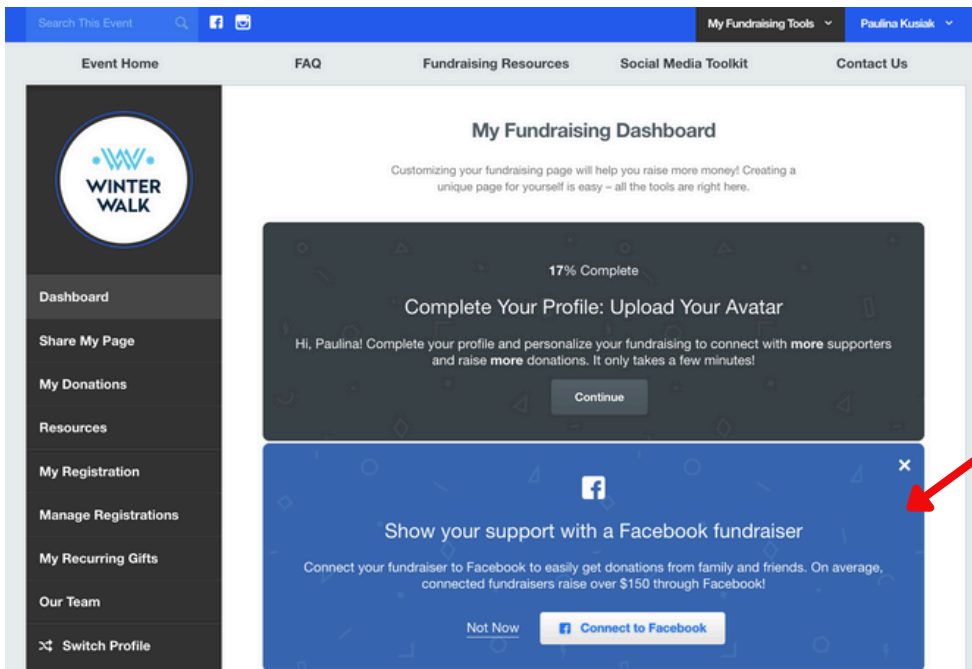 Search This Event
My Fundraising Tools
Paulina Kusiak
Event Home
FAQ
Fundraising Resources
Social Media Toolkit
Contact Us
WINTER
WALK
Dashboard
Share My Page
My Donations
Resources
My Registration
Manage Registrations
My Recurring Gifts
Our Team
Switch Profile
My Fundraising Dashboard
Customizing your fundraising page will help you raise more money! Creating a
unique page for yourself is easy – all the tools are right here.
17% Complete
Complete Your Profile: Upload Your Avatar
Hi, Paulina! Complete your profile and personalize your fundraising to connect with more supporters
and raise more donations. It only takes a few minutes!
Continue
Show your support with a Facebook fundraiser
Connect your fundraiser to Facebook to easily get donations from family and friends. On average,
connected fundraisers raise over $150 through Facebook!
Not Now
Connect to Facebook